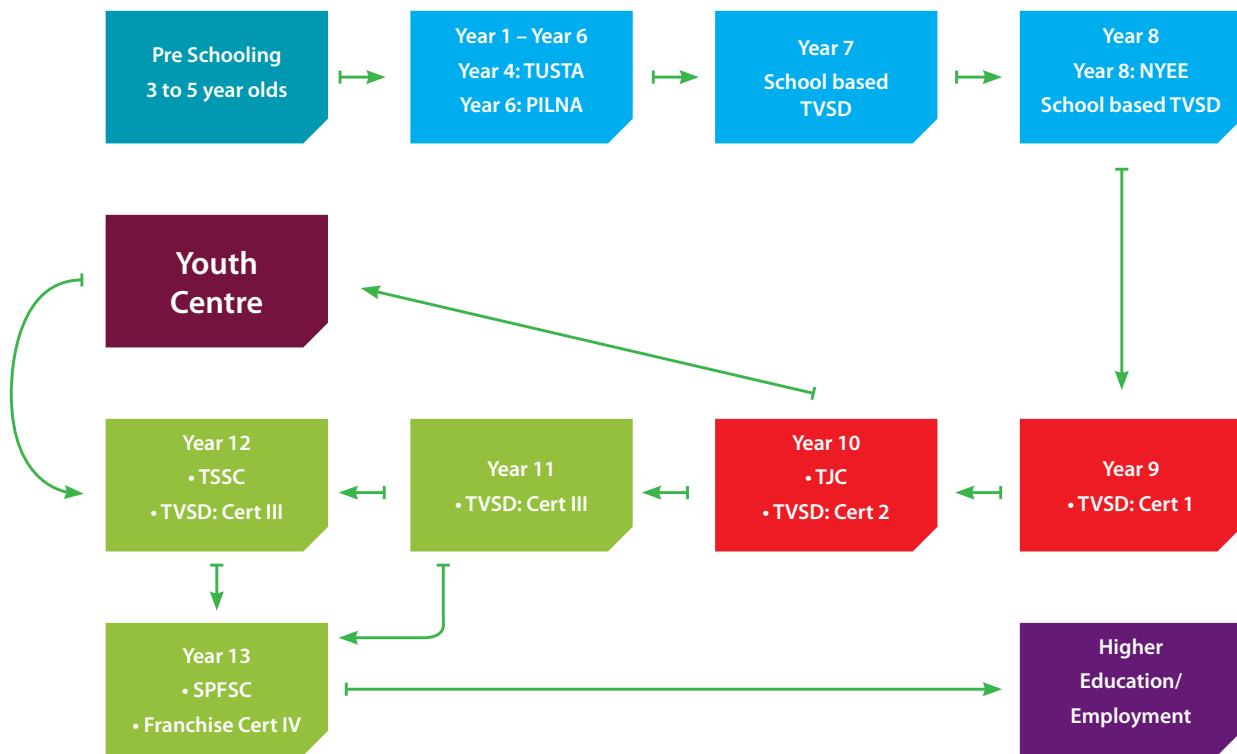 Pre Schooling
3 to 5 year olds
Year 1 – Year 6
Year 4: TUSTA
Year 6: PILNA
Year 7
School based
TVSD
Year 8
Year 8: NYEE
School based TVSD
Youth
Centre
Year 12
• TSSC
• TVSD: Cert III
Year 11
• TVSD: Cert III
Year 10
• TJC
• TVSD: Cert 2
Year 9
• TVSD: Cert 1
Year 13
• SPFSC
• Franchise Cert IV
Higher
Education/
Employment